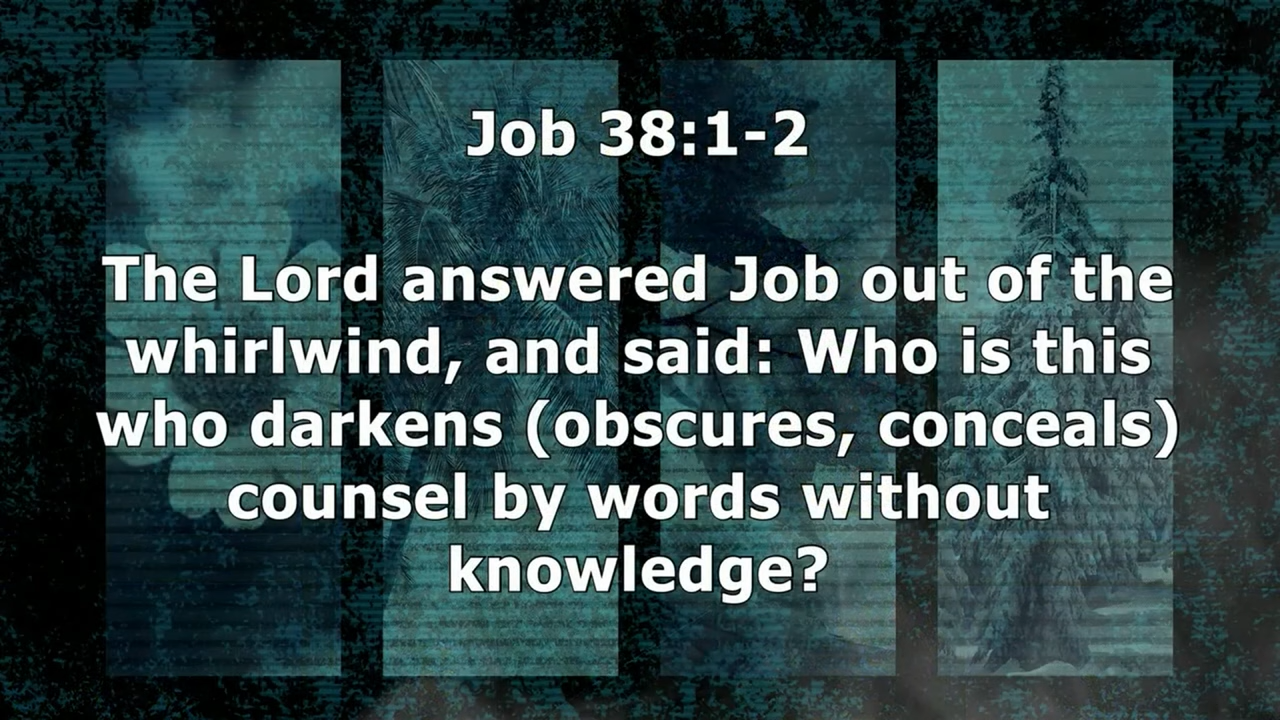 Job 38:1-2
The Lord answered Job out of the
whirlwind, and said: Who is this
who darkens (obscures, conceals)
counsel by words without
knowledge?